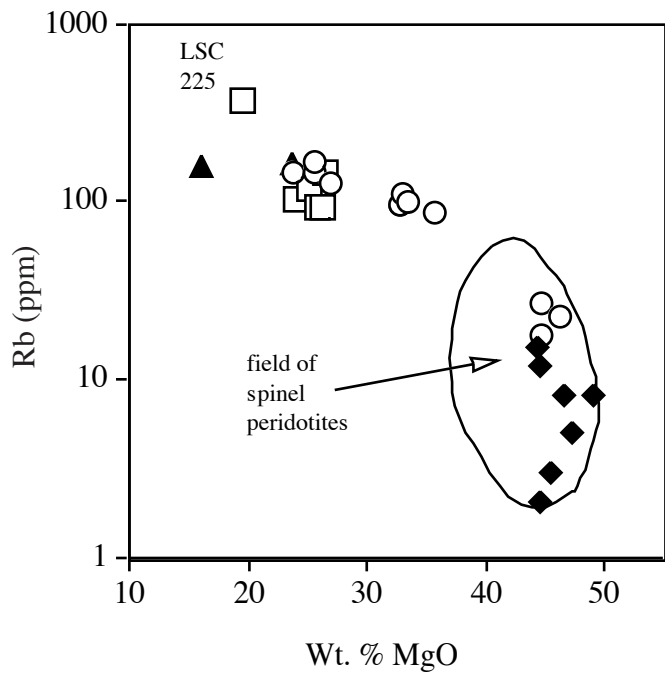 1000
LSC
225
100
Rb (ppm)
10
field of
spinel
peridotites
1
10 20 30 40 50
Wt. % MgO